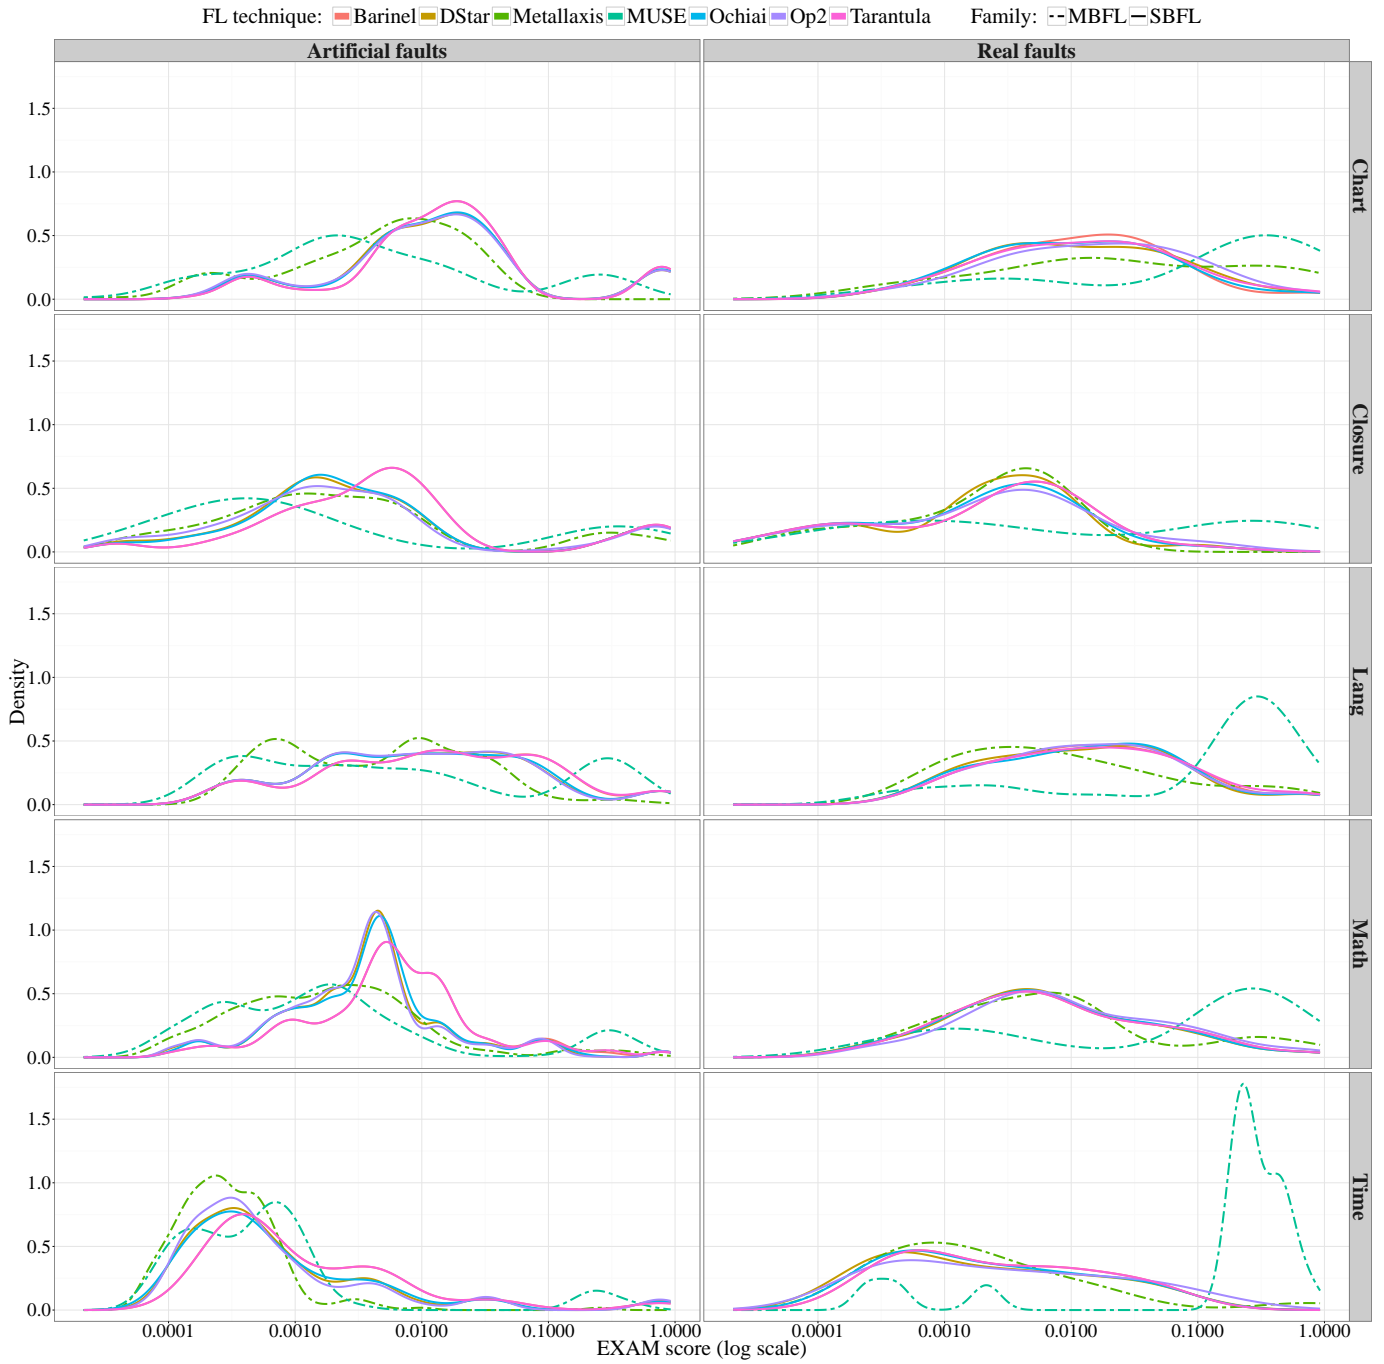 FL technique: Barinel DStar Metallaxis MUSE Ochiai Op2 Tarantula Family: MBFL SBFL
Artificial faults Real faults
1.5
1.0
0.5
0.0
Chart
1.5
1.0
0.5
0.0
Closure
1.5
1.0
0.5
0.0
Lang
Density
1.5
1.0
0.5
0.0
Math
1.5
1.0
0.5
0.0
Time
0.0001 0.0010 0.0100 0.1000 1.0000 0.0001 0.0010 0.0100 0.1000 1.0000
EXAM score (log scale)